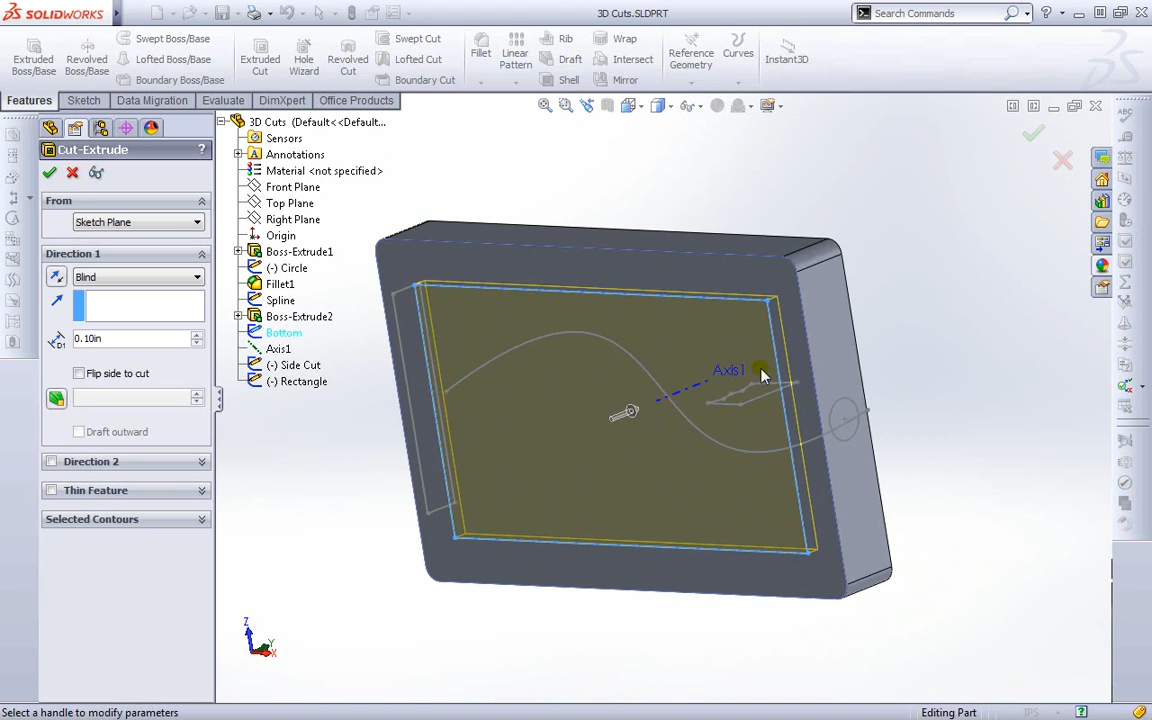 SOLIDWORKS
3D Cuts.SLDPRT
Search Commands
Extruded Boss/Base
Revolved Boss/Base
Swept Boss/Base
Lofted Boss/Base
Boundary Boss/Base
Extruded Cut
Hole Wizard
Revolved Cut
Swept Cut
Lofted Cut
Boundary Cut
Fillet
Linear Pattern
Rib
Draft
Shell
Wrap
Intersect
Mirror
Reference Geometry
Curves
Instant3D
Features
Sketch
Data Migration
Evaluate
DimXpert
Office Products
Cut-Extrude
?
From
Sketch Plane
Direction 1
Blind
0.10in
Flip side to cut
Draft outward
Direction 2
Thin Feature
Selected Contours
3D Cuts (Default<<Default...
Sensors
Annotations
Material <not specified>
Front Plane
Top Plane
Right Plane
Origin
Boss-Extrude1
(-) Circle
Fillet1
Spline
Boss-Extrude2
Bottom
Axis1
(-) Side Cut
(-) Rectangle
Axis1
Z
Y
X
Select a handle to modify parameters
Editing Part
IPS